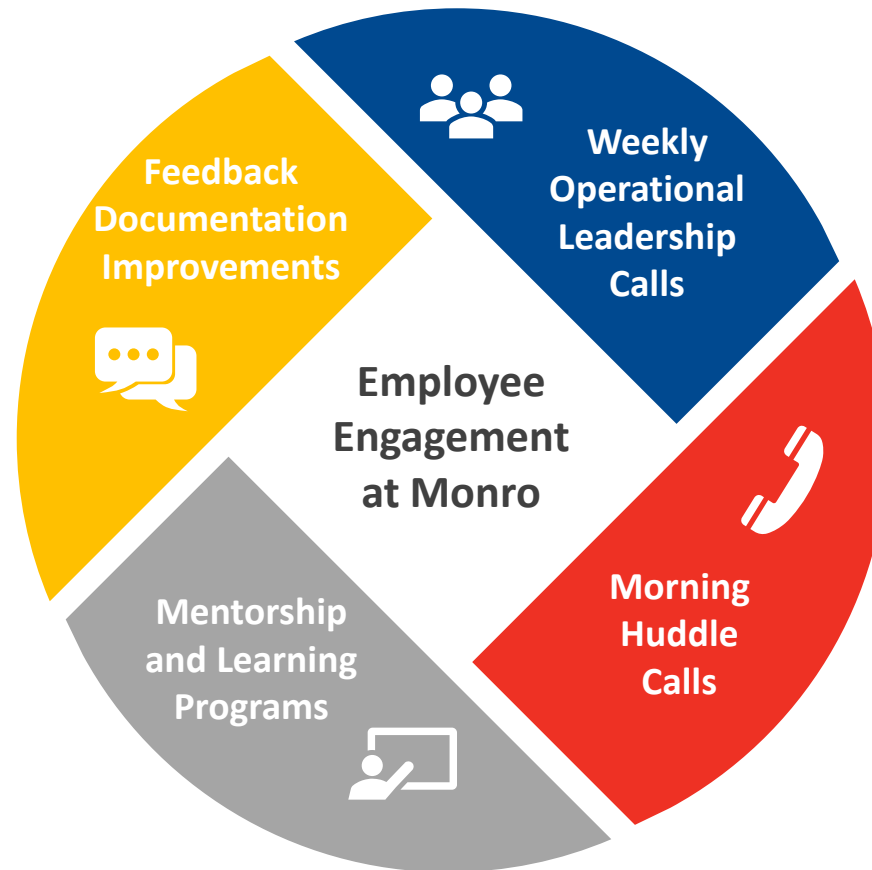 Weekly
Operational
Leadership
Calls
Feedback
Documentation
Improvements
Employee
Engagement
at Monro
Morning
Huddle
Calls
Mentorship
and Learning
Programs